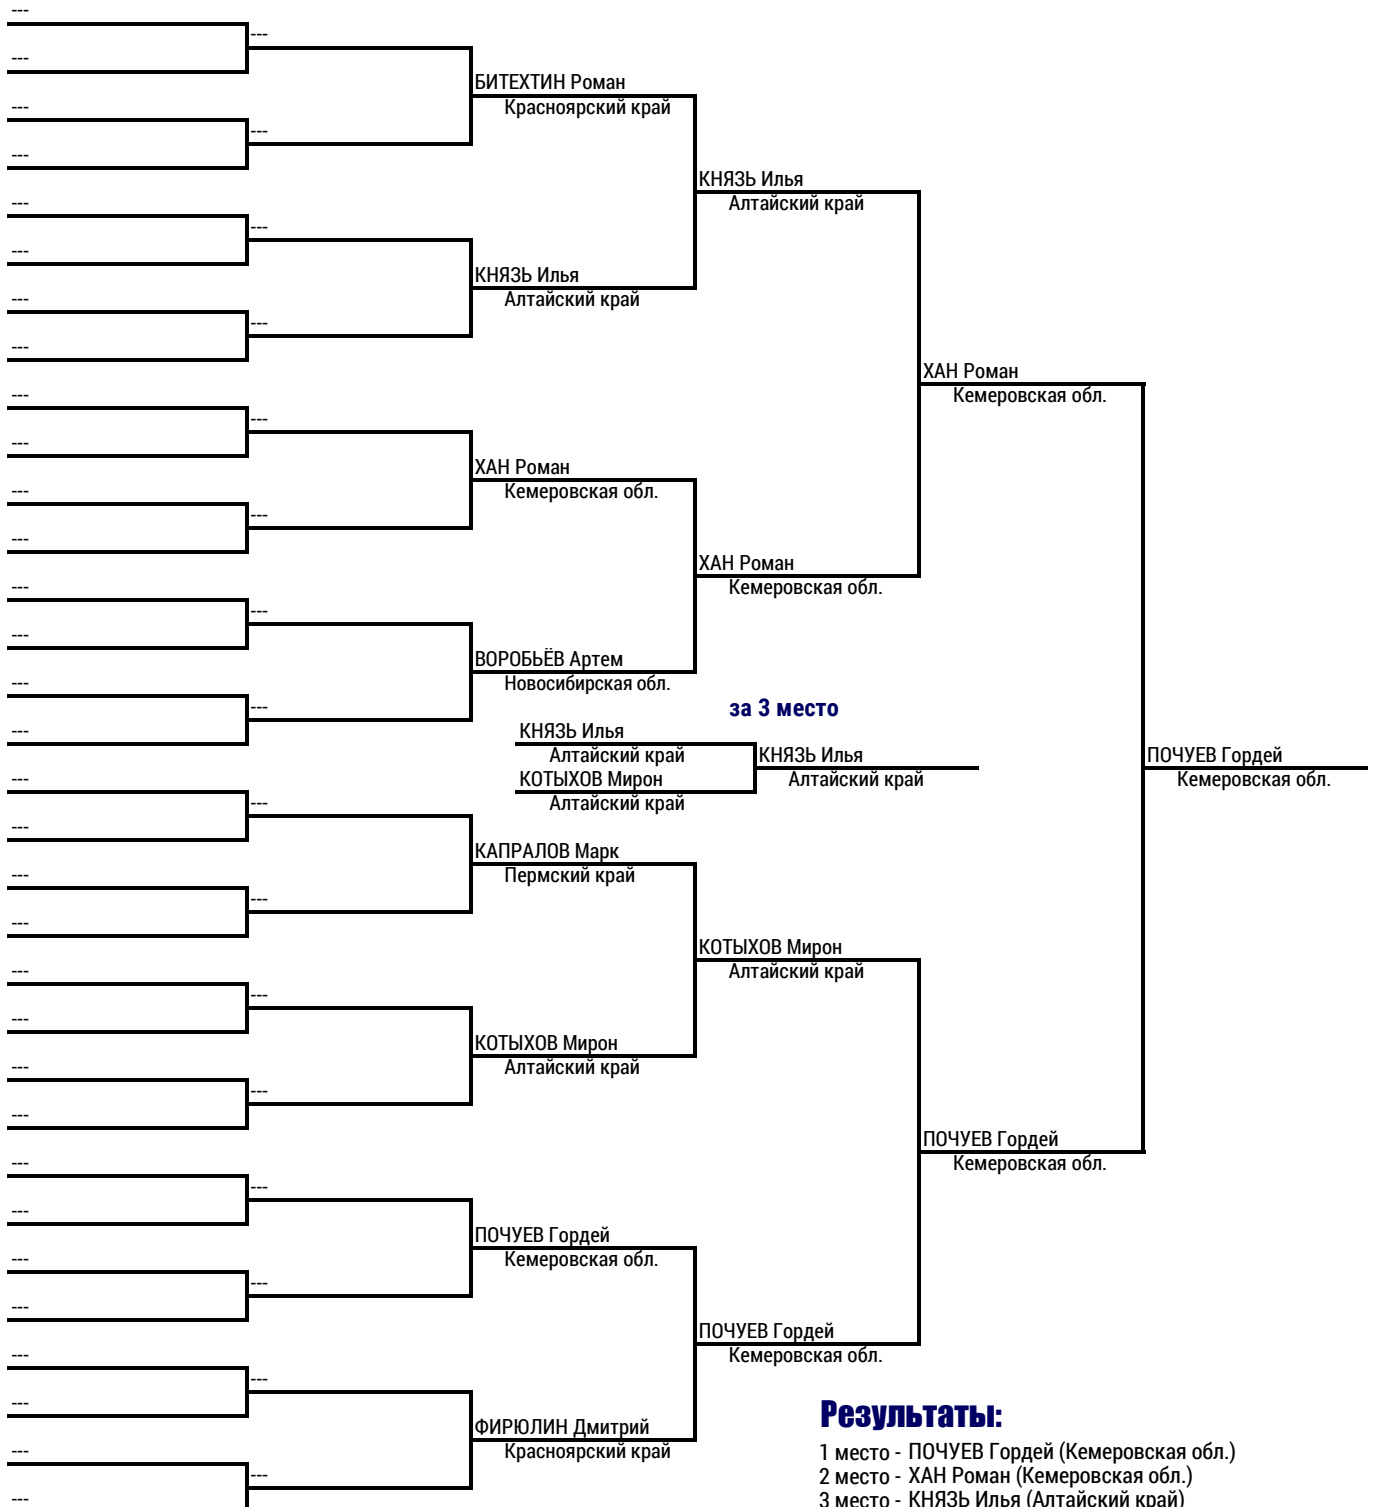 ---
---
---
БИТЕХТИН Роман
Красноярский край
---
---
---
КНЯЗЬ Илья
Алтайский край
---
---
---
КНЯЗЬ Илья
Алтайский край
---
---
---
ХАН Роман
Кемеровская обл.
---
---
---
ХАН Роман
Кемеровская обл.
---
---
---
ХАН Роман
Кемеровская обл.
---
---
---
ВОРОБЬЁВ Артем
Новосибирская обл.
---
---
---
за 3 место
КНЯЗЬ Илья
Алтайский край
КОТЫХОВ Мирон
Алтайский край
КНЯЗЬ Илья
Алтайский край
ПОЧУЕВ Гордей
Кемеровская обл.
---
---
---
КАПРАЛОВ Марк
Пермский край
---
---
---
КОТЫХОВ Мирон
Алтайский край
---
---
---
КОТЫХОВ Мирон
Алтайский край
---
---
---
ПОЧУЕВ Гордей
Кемеровская обл.
---
---
---
ПОЧУЕВ Гордей
Кемеровская обл.
---
---
---
ПОЧУЕВ Гордей
Кемеровская обл.
---
---
---
ФИРЮЛИН Дмитрий
Красноярский край
---
---
---
Результаты:
1 место - ПОЧУЕВ Гордей (Кемеровская обл.)
2 место - ХАН Роман (Кемеровская обл.)
3 место - КНЯЗЬ Илья (Алтайский край)